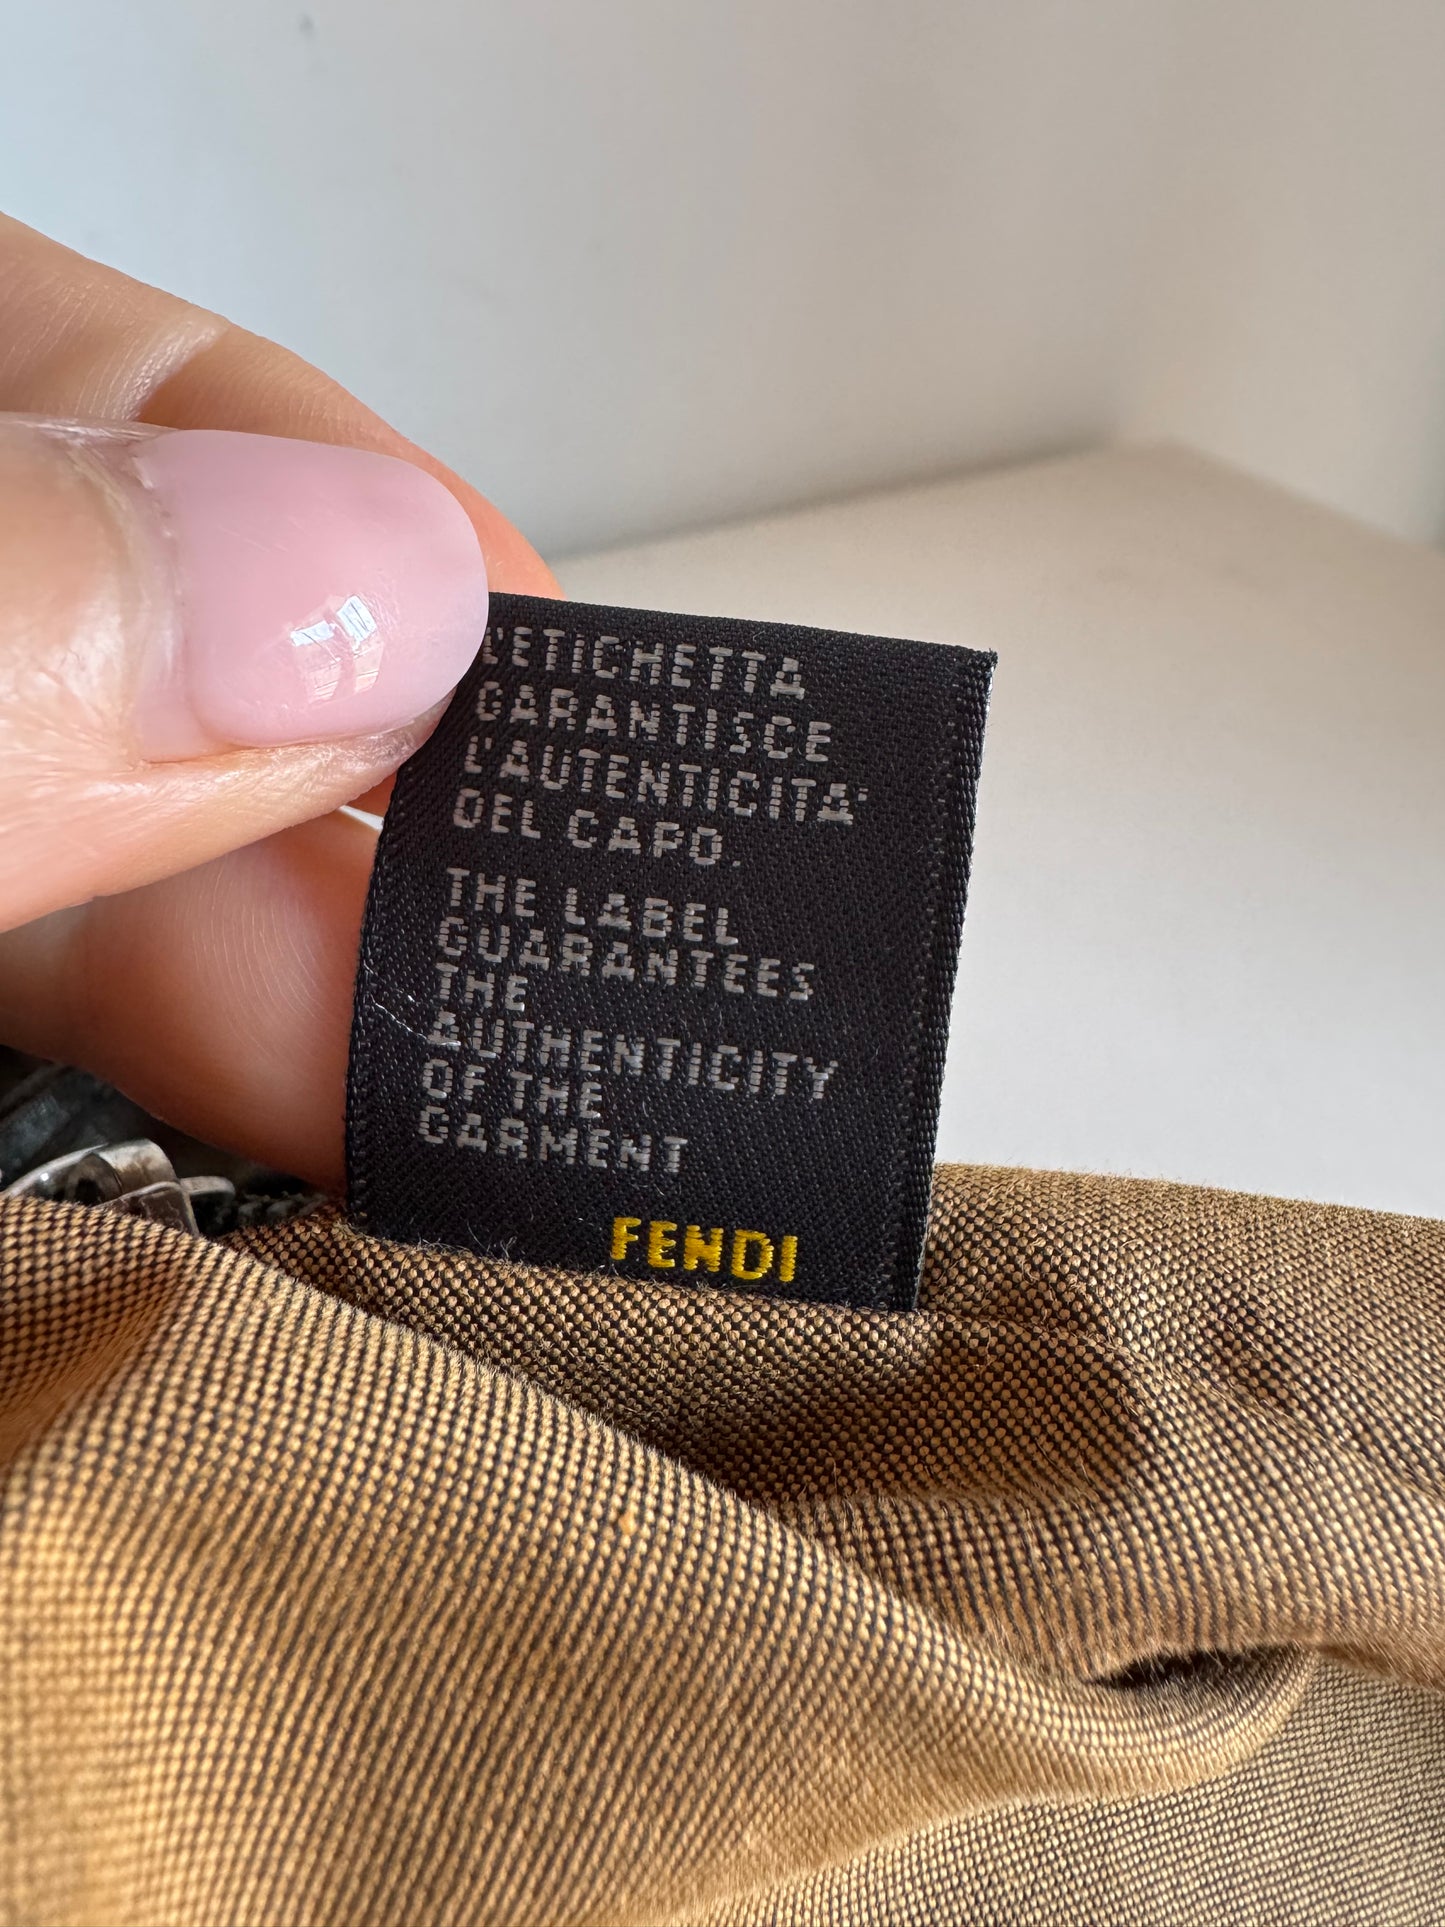 L'ETICHETTA
GARANTISCE
L'AUTENTICITA'
DEL CAPO.
THE LABEL
GUARANTEES
THE
AUTHENTICITY
OF THE
GARMENT
FENDI